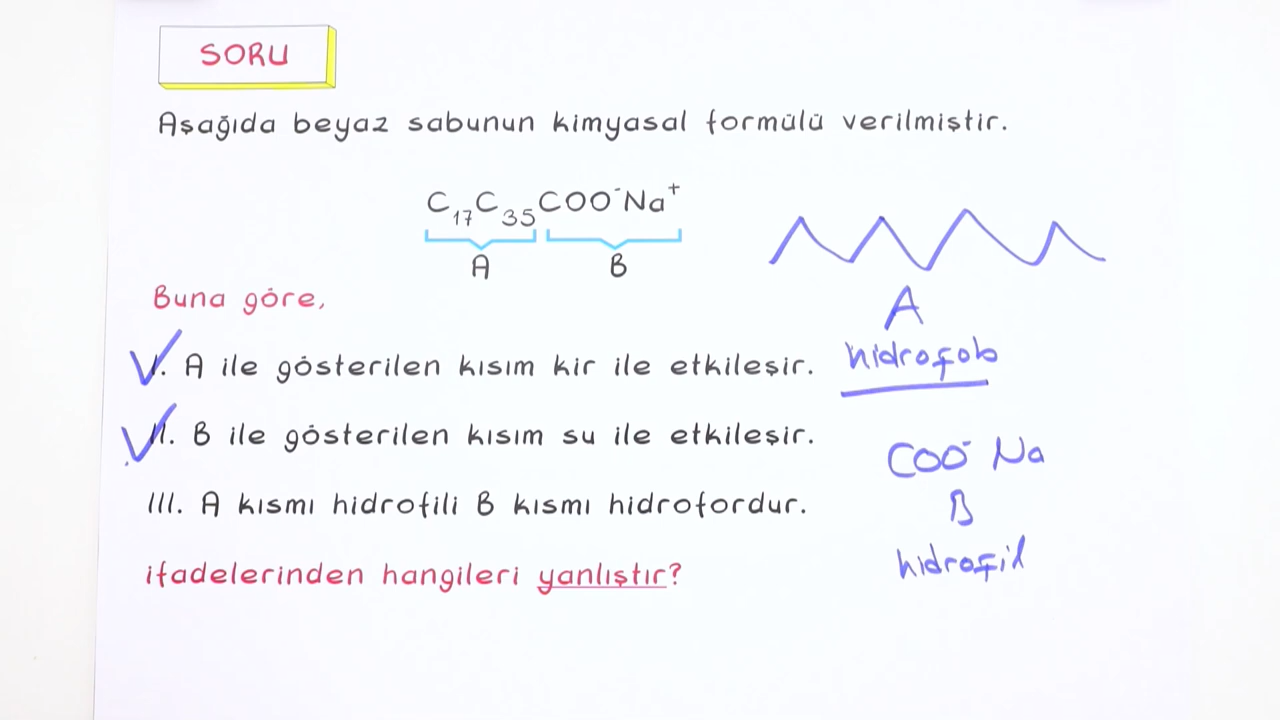 SORU
Aşağıda beyaz sabunun kimyasal formülü verilmiştir.
C₁₇C₃₅COO⁻Na⁺
A B
Buna göre,
A
I. A ile gösterilen kısım kir ile etkileşir.
hidrofob
II. B ile gösterilen kısım su ile etkileşir.
COO⁻ Na
III. A kısmı hidrofili B kısmı hidrofordur.
B
hidrofil
ifadelerinden hangileri yanlıştır?